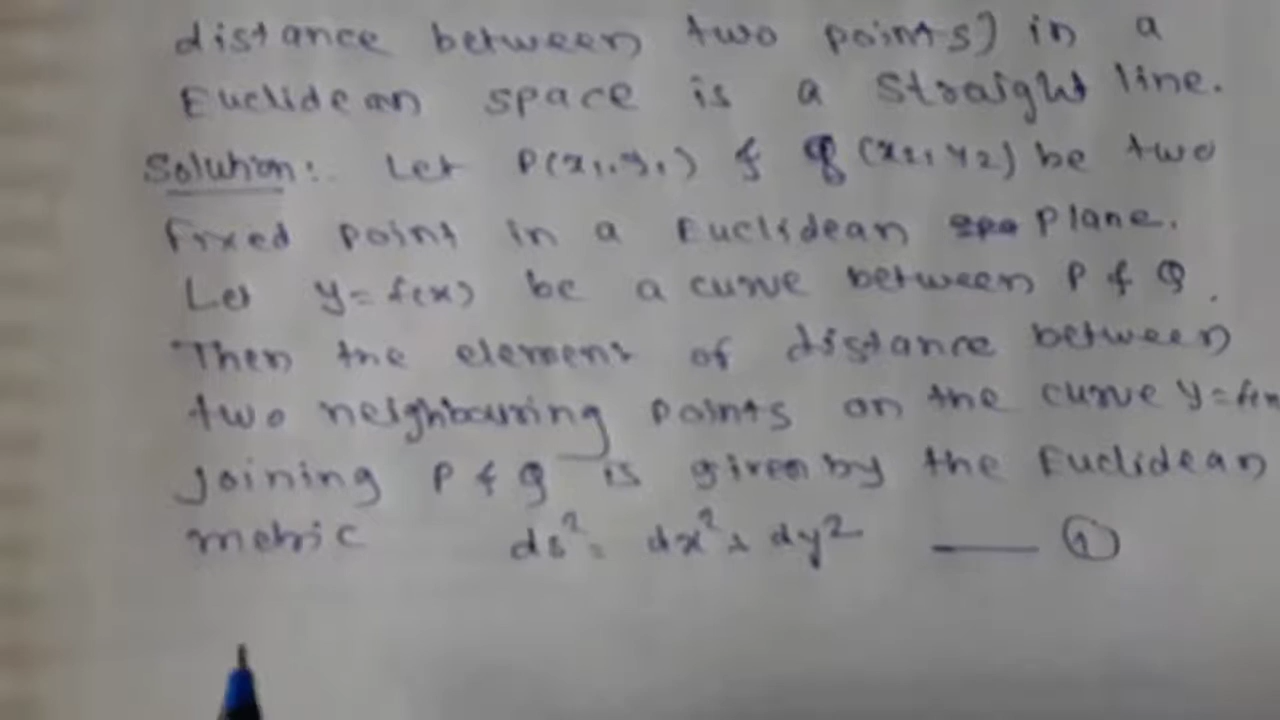 distance between two points) in a
Euclidean space is a straight line.
Solution:. Let P(x1, y1) & Q (x2, y2) be two
fixed point in a Euclidean spa plane.
Let y = f(x) be a curve between P & Q.
Then the element of distance between
two neighbouring points on the curve y = f(x
joining P & Q is given by the Euclidean
metric ds² = dx² + dy² —— ①